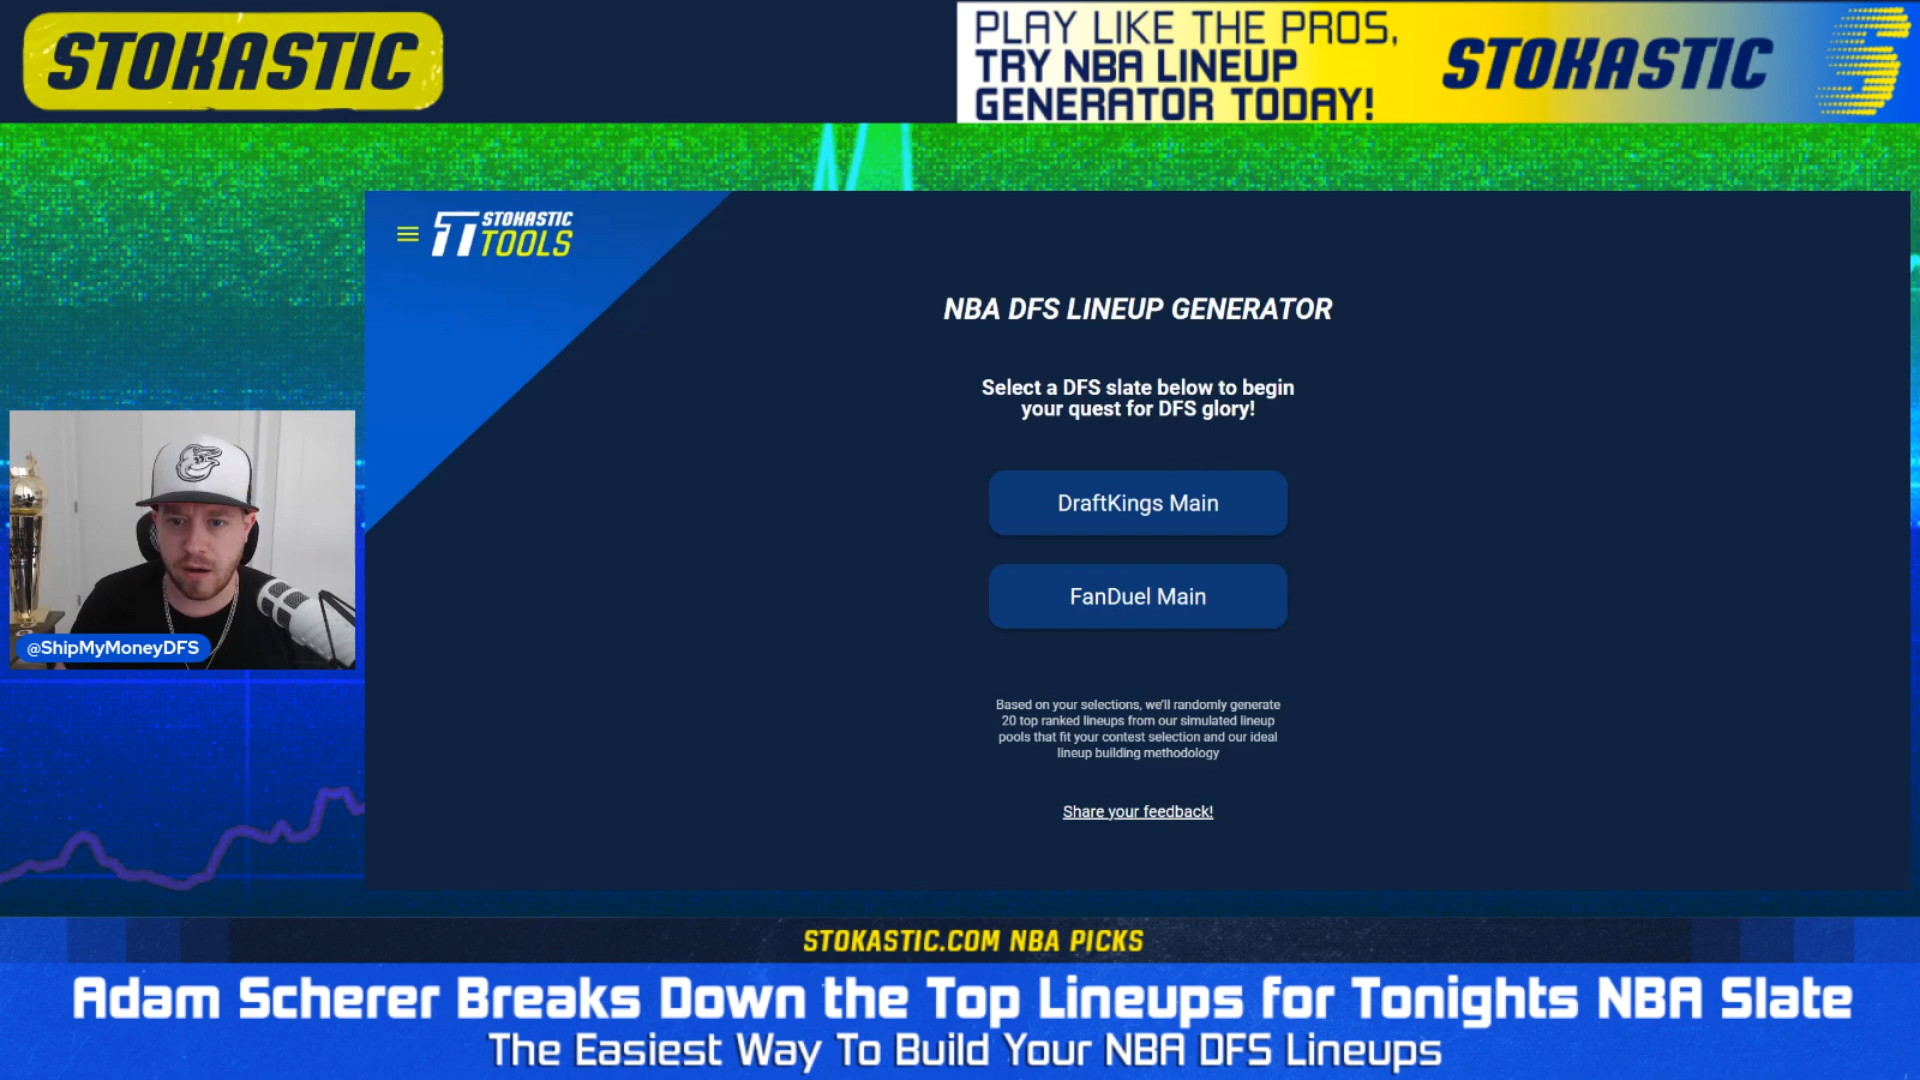 STOKASTIC
PLAY LIKE THE PROS,
TRY NBA LINEUP
GENERATOR TODAY!
STOKASTIC
STOKASTIC
TOOLS
NBA DFS LINEUP GENERATOR
Select a DFS slate below to begin
your quest for DFS glory!
DraftKings Main
FanDuel Main
@ShipMyMoneyDFS
Based on your selections, we'll randomly generate
20 top ranked lineups from our simulated lineup
pools that fit your contest selection and our ideal
lineup building methodology
Share your feedback!
STOKASTIC.COM NBA PICKS
Adam Scherer Breaks Down the Top Lineups for Tonights NBA Slate
The Easiest Way To Build Your NBA DFS Lineups